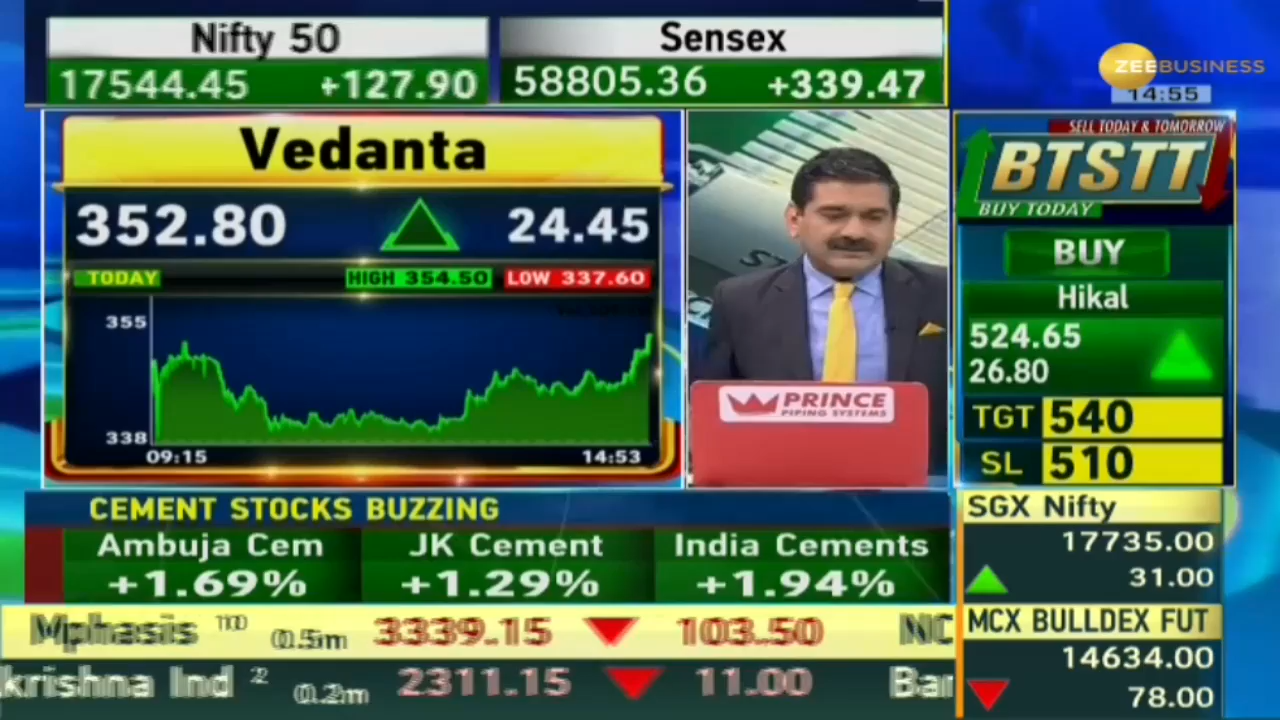 Nifty 50
17544.45 +127.90
Sensex
58805.36 +339.47
ZEE BUSINESS
14:55
Vedanta
352.80 24.45
TODAY HIGH 354.50 LOW 337.60
355
338
09:15 14:53
PRINCE
PIPING SYSTEMS
SELL TODAY & TOMORROW
BTSTT
BUY TODAY
BUY
Hikal
524.65
26.80
TGT 540
SL 510
SGX Nifty
17735.00
31.00
MCX BULLDEX FUT
14634.00
78.00
CEMENT STOCKS BUZZING
Ambuja Cem JK Cement India Cements
+1.69% +1.29% +1.94%
Mphasis 0.5m 3339.15 103.50 NC
krishna Ind 0.2m 2311.15 11.00 Bar